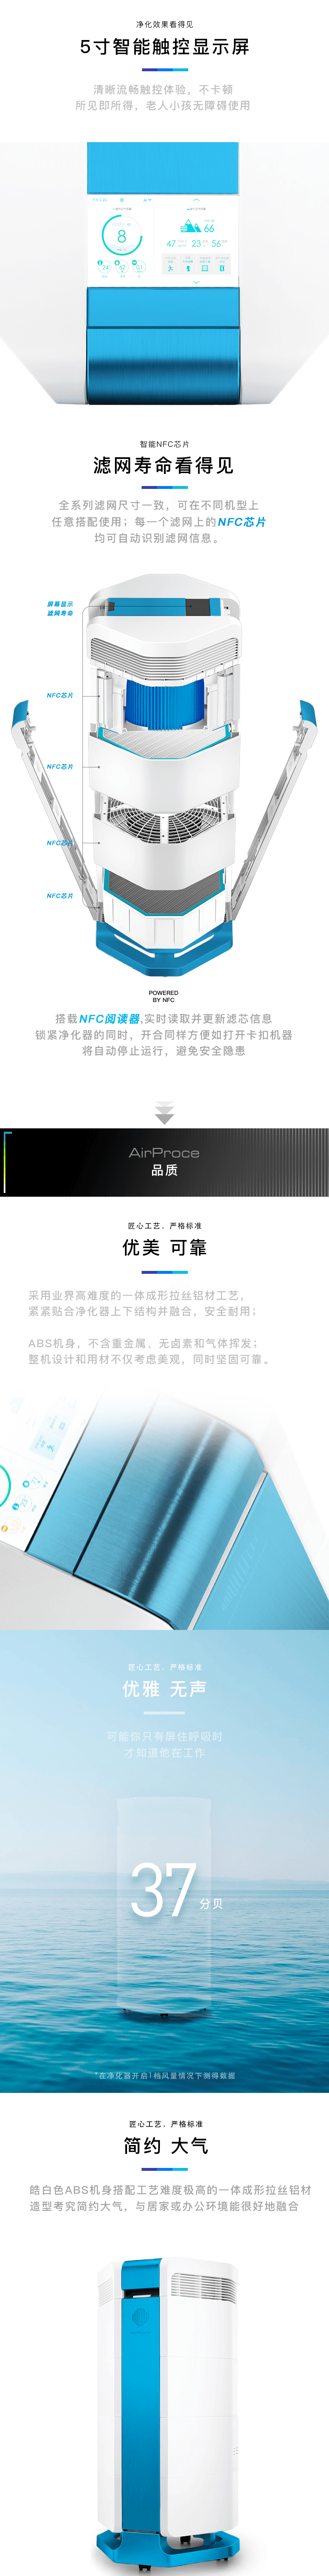 净化效果看得见
5寸智能触控显示屏
清晰流畅触控体验，不卡顿
所见即所得，老人小孩无障碍使用
8
66
47
23
56
智能NFC芯片
滤网寿命看得见
全系列滤网尺寸一致，可在不同机型上
任意搭配使用；每一个滤网上的NFC芯片
均可自动识别滤网信息。
屏幕显示
滤网寿命
NFC芯片
NFC芯片
NFC芯片
NFC芯片
POWERED
BY NFC
搭载NFC阅读器,实时读取并更新滤芯信息
锁紧净化器的同时，开合同样方便如打开卡扣机器
将自动停止运行，避免安全隐患
AirProce
品质
匠心工艺、严格标准
优美 可靠
采用业界高难度的一体成形拉丝铝材工艺，
紧紧贴合净化器上下结构并融合，安全耐用；
ABS机身，不含重金属、无卤素和气体挥发；
整机设计和用材不仅考虑美观，同时坚固可靠。
匠心工艺、严格标准
优雅 无声
可能你只有屏住呼吸时
才知道他在工作
37分贝
*在净化器开启1档风量情况下测得数据
匠心工艺、严格标准
简约 大气
皓白色ABS机身搭配工艺难度极高的一体成形拉丝铝材
造型考究简约大气，与居家或办公环境能很好地融合